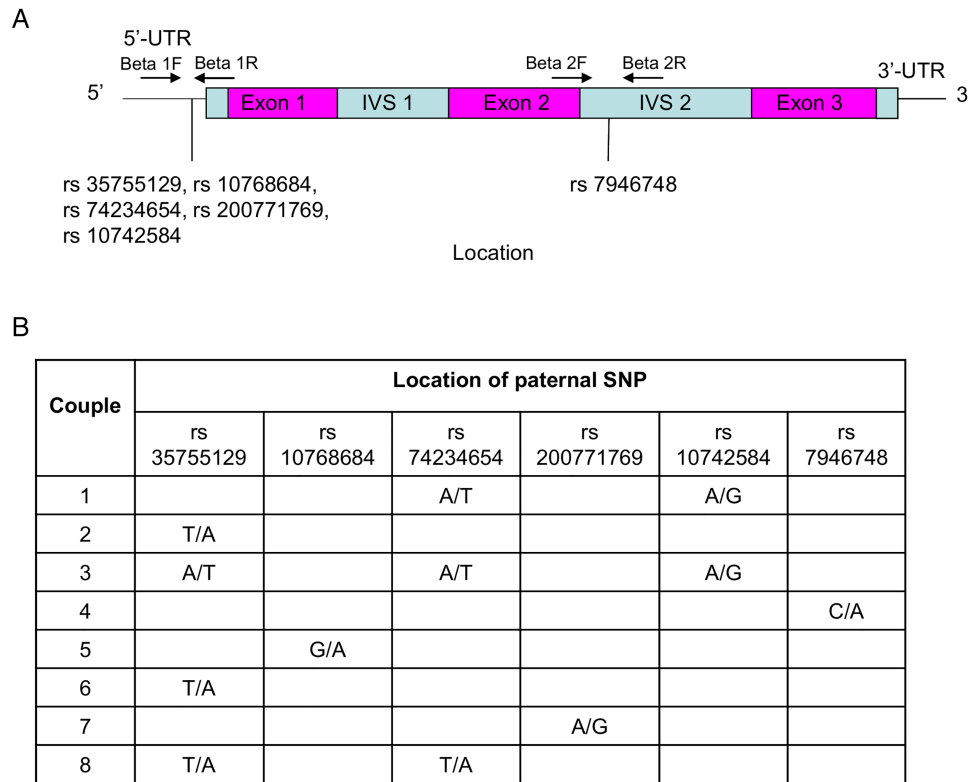 A
5’-UTR
Beta 1F Beta 1R Beta 2F Beta 2R
3’-UTR
5’ Exon 1 IVS 1 Exon 2 IVS 2 Exon 3 3
rs 35755129, rs 10768684, rs 7946748
rs 74234654, rs 200771769,
rs 10742584
Location
B
Couple Location of paternal SNP
rs rs rs rs rs rs
35755129 10768684 74234654 200771769 10742584 7946748
1 A/T A/G
2 T/A
3 A/T A/T A/G
4 C/A
5 G/A
6 T/A
7 A/G
8 T/A T/A